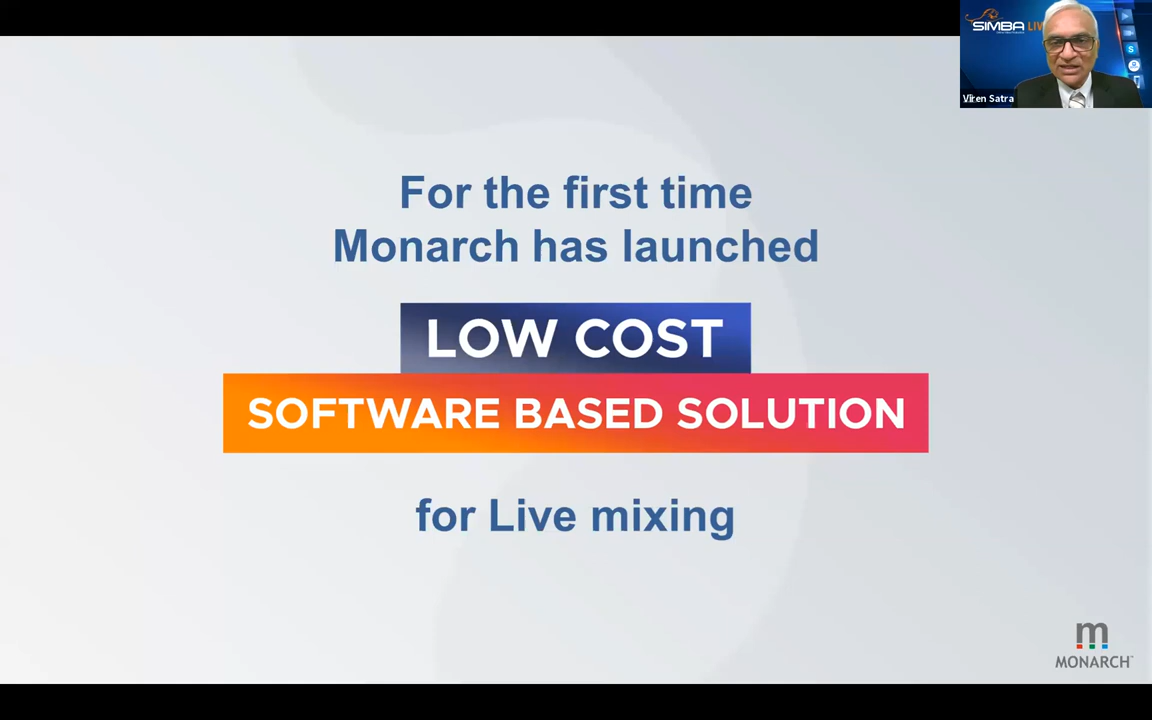 SIMBA LIV
Viren Satra
For the first time
Monarch has launched
LOW COST
SOFTWARE BASED SOLUTION
for Live mixing
m
MONARCH